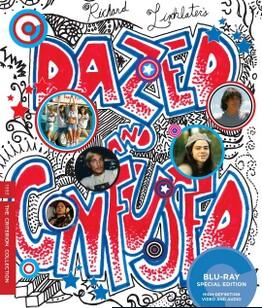 Richard Linklater's
DAZED
AND
CONFUSED
THE CRITERION COLLECTION
BLU-RAY
SPECIAL EDITION
HIGH-DEFINITION
VIDEO AND AUDIO